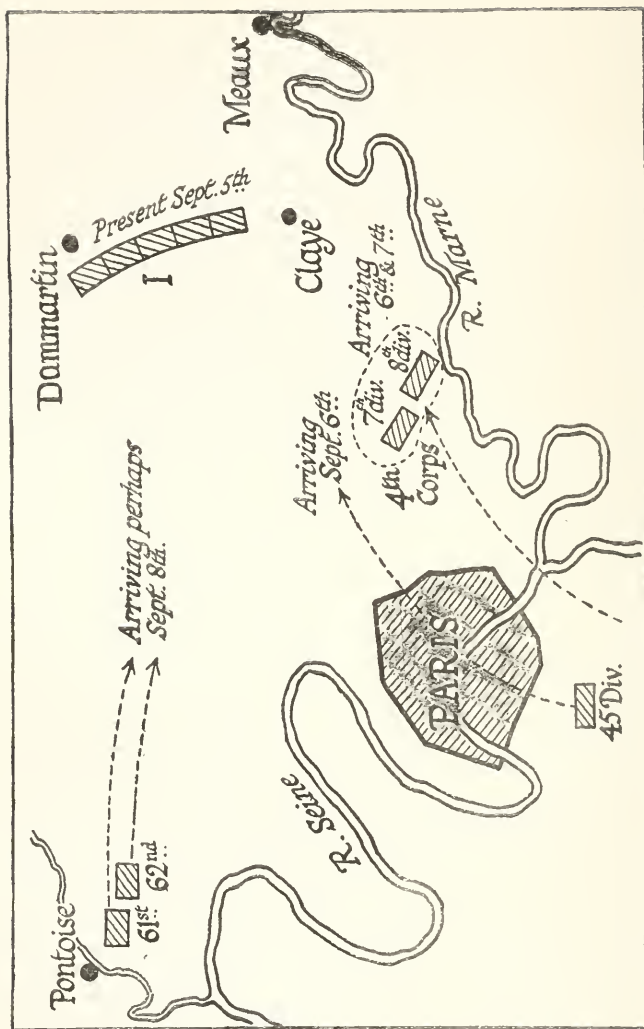 Pontoise
61st
62nd
Arriving perhaps
Sept. 8th.
Dammartin
Present Sept. 5th
I
Meaux
Claye
Arriving
6th & 7th
7th div.
8th div.
4th
Corps
Arriving
Sept. 6th
R. Marne
PARIS
R. Seine
45 Div.